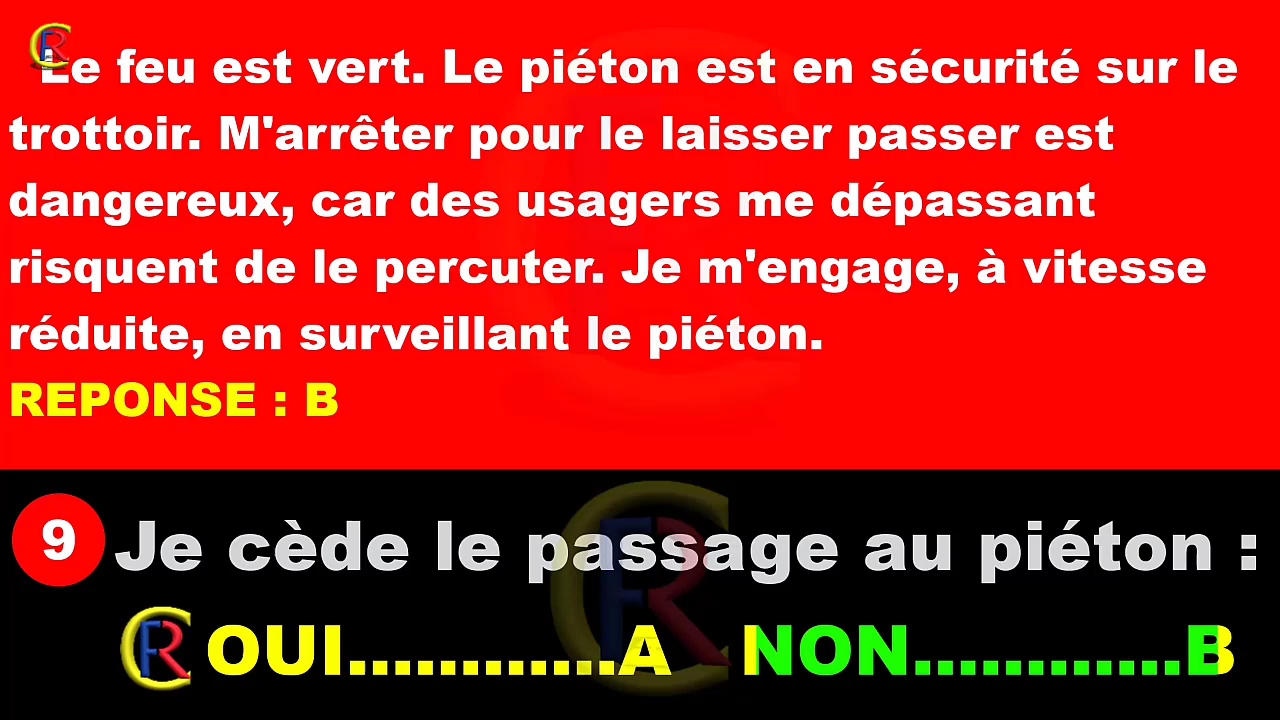 Le feu est vert. Le piéton est en sécurité sur le
trottoir. M'arrêter pour le laisser passer est
dangereux, car des usagers me dépassant
risquent de le percuter. Je m'engage, à vitesse
réduite, en surveillant le piéton.
REPONSE : B
9 Je cède le passage au piéton :
CFR OUI............A NON............B